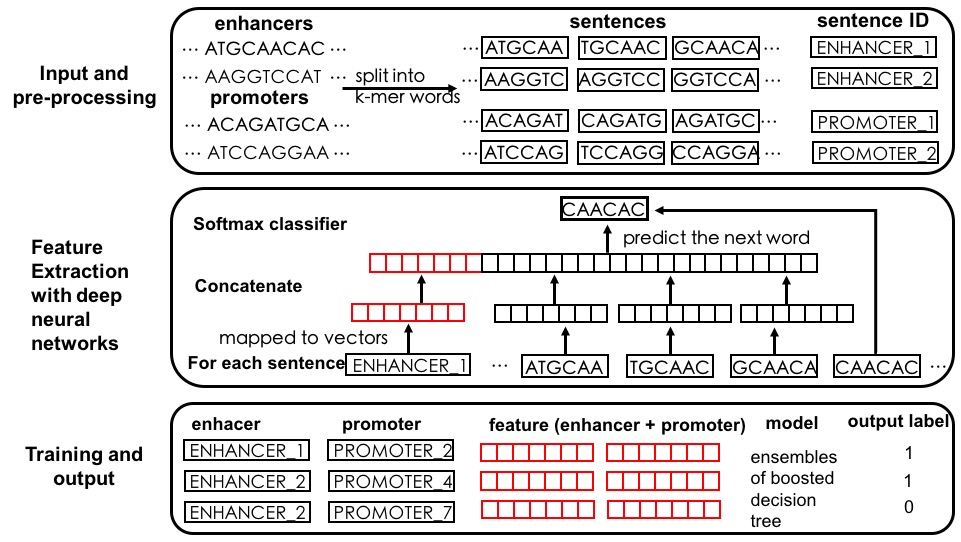 enhancers
sentences
sentence ID
Input and
pre-processing
··· ATGCAACAC ···
··· AAGGTCCAT ···
promoters
··· ACAGATGCA ···
··· ATCCAGGAA ···
split into
k-mer words
··· ATGCAA TGCAAC GCAACA ··· ENHANCER_1
··· AAGGTC AGGTCC GGTCCA ··· ENHANCER_2
··· ACAGAT CAGATG AGATGC ··· PROMOTER_1
··· ATCCAG TCCAGG CCAGGA ··· PROMOTER_2
Feature
Extraction
with deep
neural
networks
CAACAC
Softmax classifier
predict the next word
Concatenate
mapped to vectors
For each sentence ENHANCER_1 ··· ATGCAA TGCAAC GCAACA CAACAC ···
Training and
output
enhacer promoter feature (enhancer + promoter) model output label
ENHANCER_1 PROMOTER_2 1
ENHANCER_2 PROMOTER_4 1
ENHANCER_2 PROMOTER_7 0
ensembles
of boosted
decision
tree